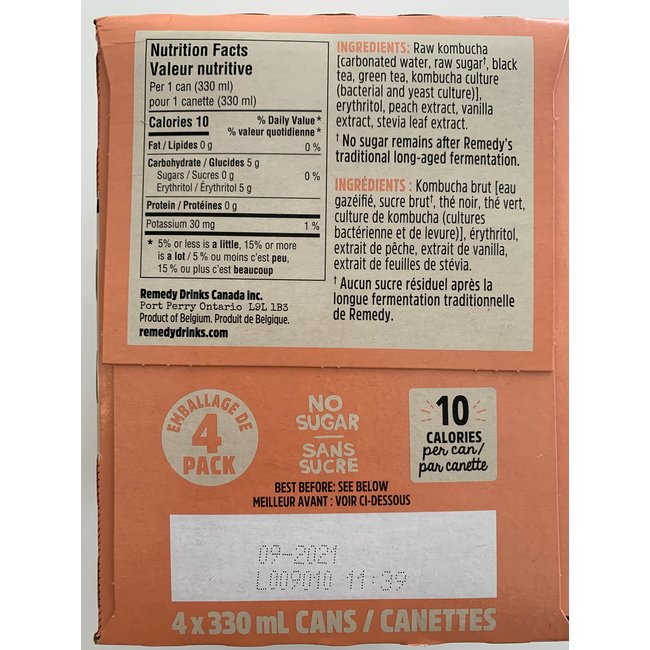 Nutrition Facts
Valeur nutritive
Per 1 can (330 ml)
pour 1 canette (330 ml)
Calories 10
% Daily Value*
% valeur quotidienne*
Fat / Lipides 0 g 0 %
Carbohydrate / Glucides 5 g
Sugars / Sucres 0 g 0 %
Erythritol / Érythritol 5 g
Protein / Protéines 0 g
Potassium 30 mg 1 %
* 5% or less is a little, 15% or more
is a lot / 5 % ou moins c'est peu,
15 % ou plus c'est beaucoup
Remedy Drinks Canada inc.
Port Perry Ontario L9L 1B3
Product of Belgium. Produit de Belgique.
remedydrinks.com
INGREDIENTS: Raw kombucha
[carbonated water, raw sugar†, black
tea, green tea, kombucha culture
(bacterial and yeast culture)],
erythritol, peach extract, vanilla
extract, stevia leaf extract.
† No sugar remains after Remedy's
traditional long-aged fermentation.
INGRÉDIENTS : Kombucha brut [eau
gazéifié, sucre brut†, thé noir, thé vert,
culture de kombucha (cultures
bactérienne et de levure)], érythritol,
extrait de pêche, extrait de vanille,
extrait de feuilles de stévia.
† Aucun sucre résiduel après la
longue fermentation traditionnelle
de Remedy.
EMBALLAGE DE
4
PACK
NO
SUGAR
SANS
SUCRE
10
CALORIES
per can/
par canette
BEST BEFORE: SEE BELOW
MEILLEUR AVANT : VOIR CI-DESSOUS
09-2021
L009010 11:39
4 x 330 mL CANS / CANETTES